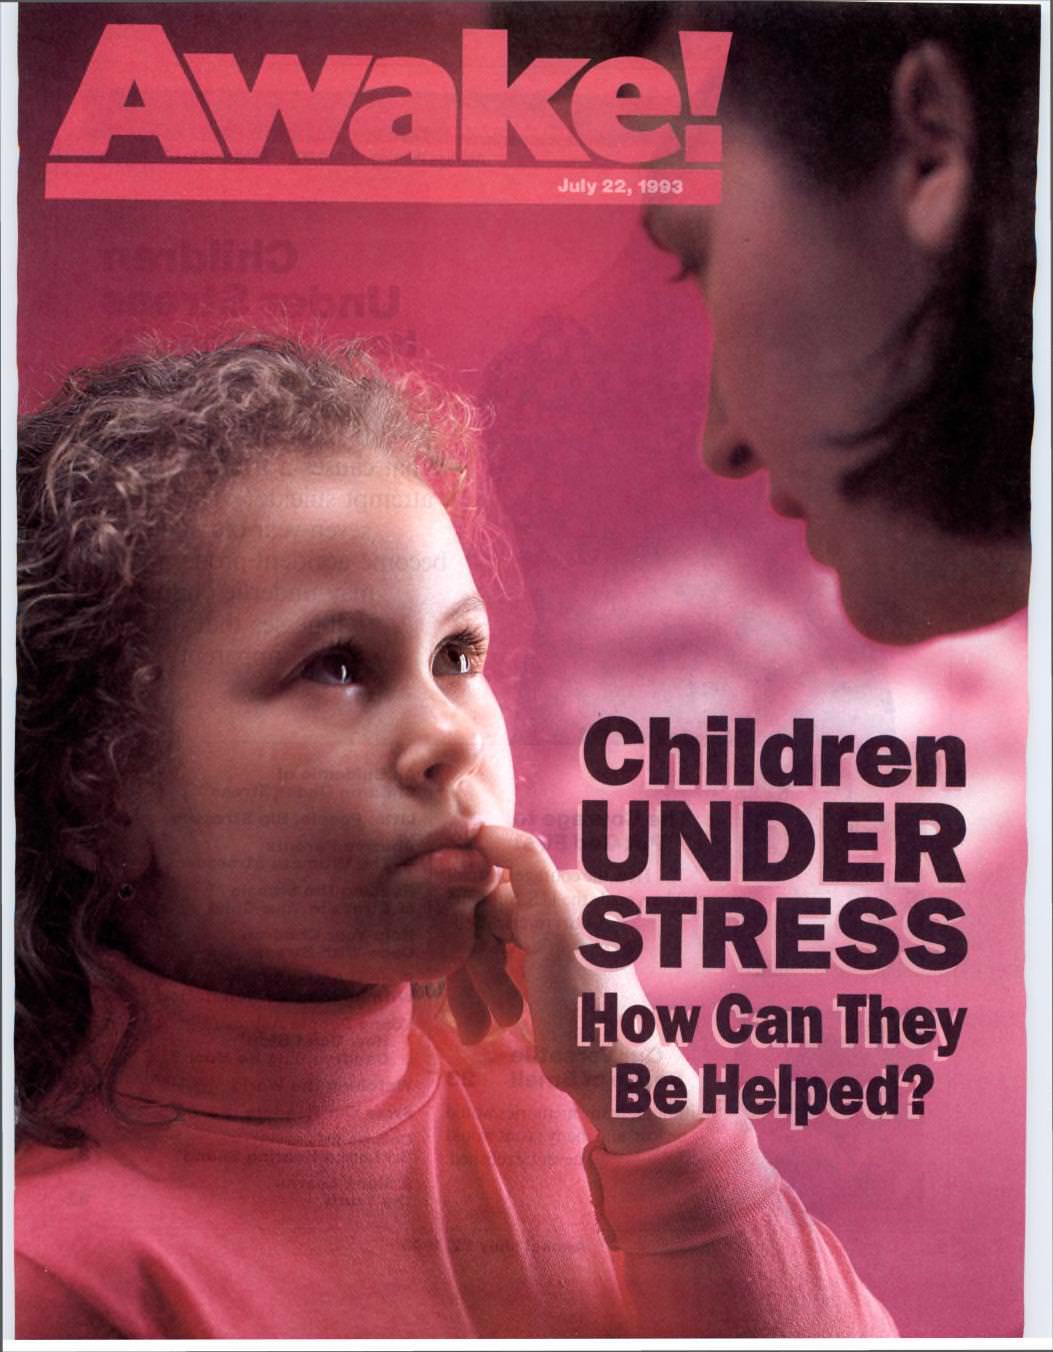 Awake!
July 22, 1993
Children
UNDER
STRESS
How Can They
Be Helped?